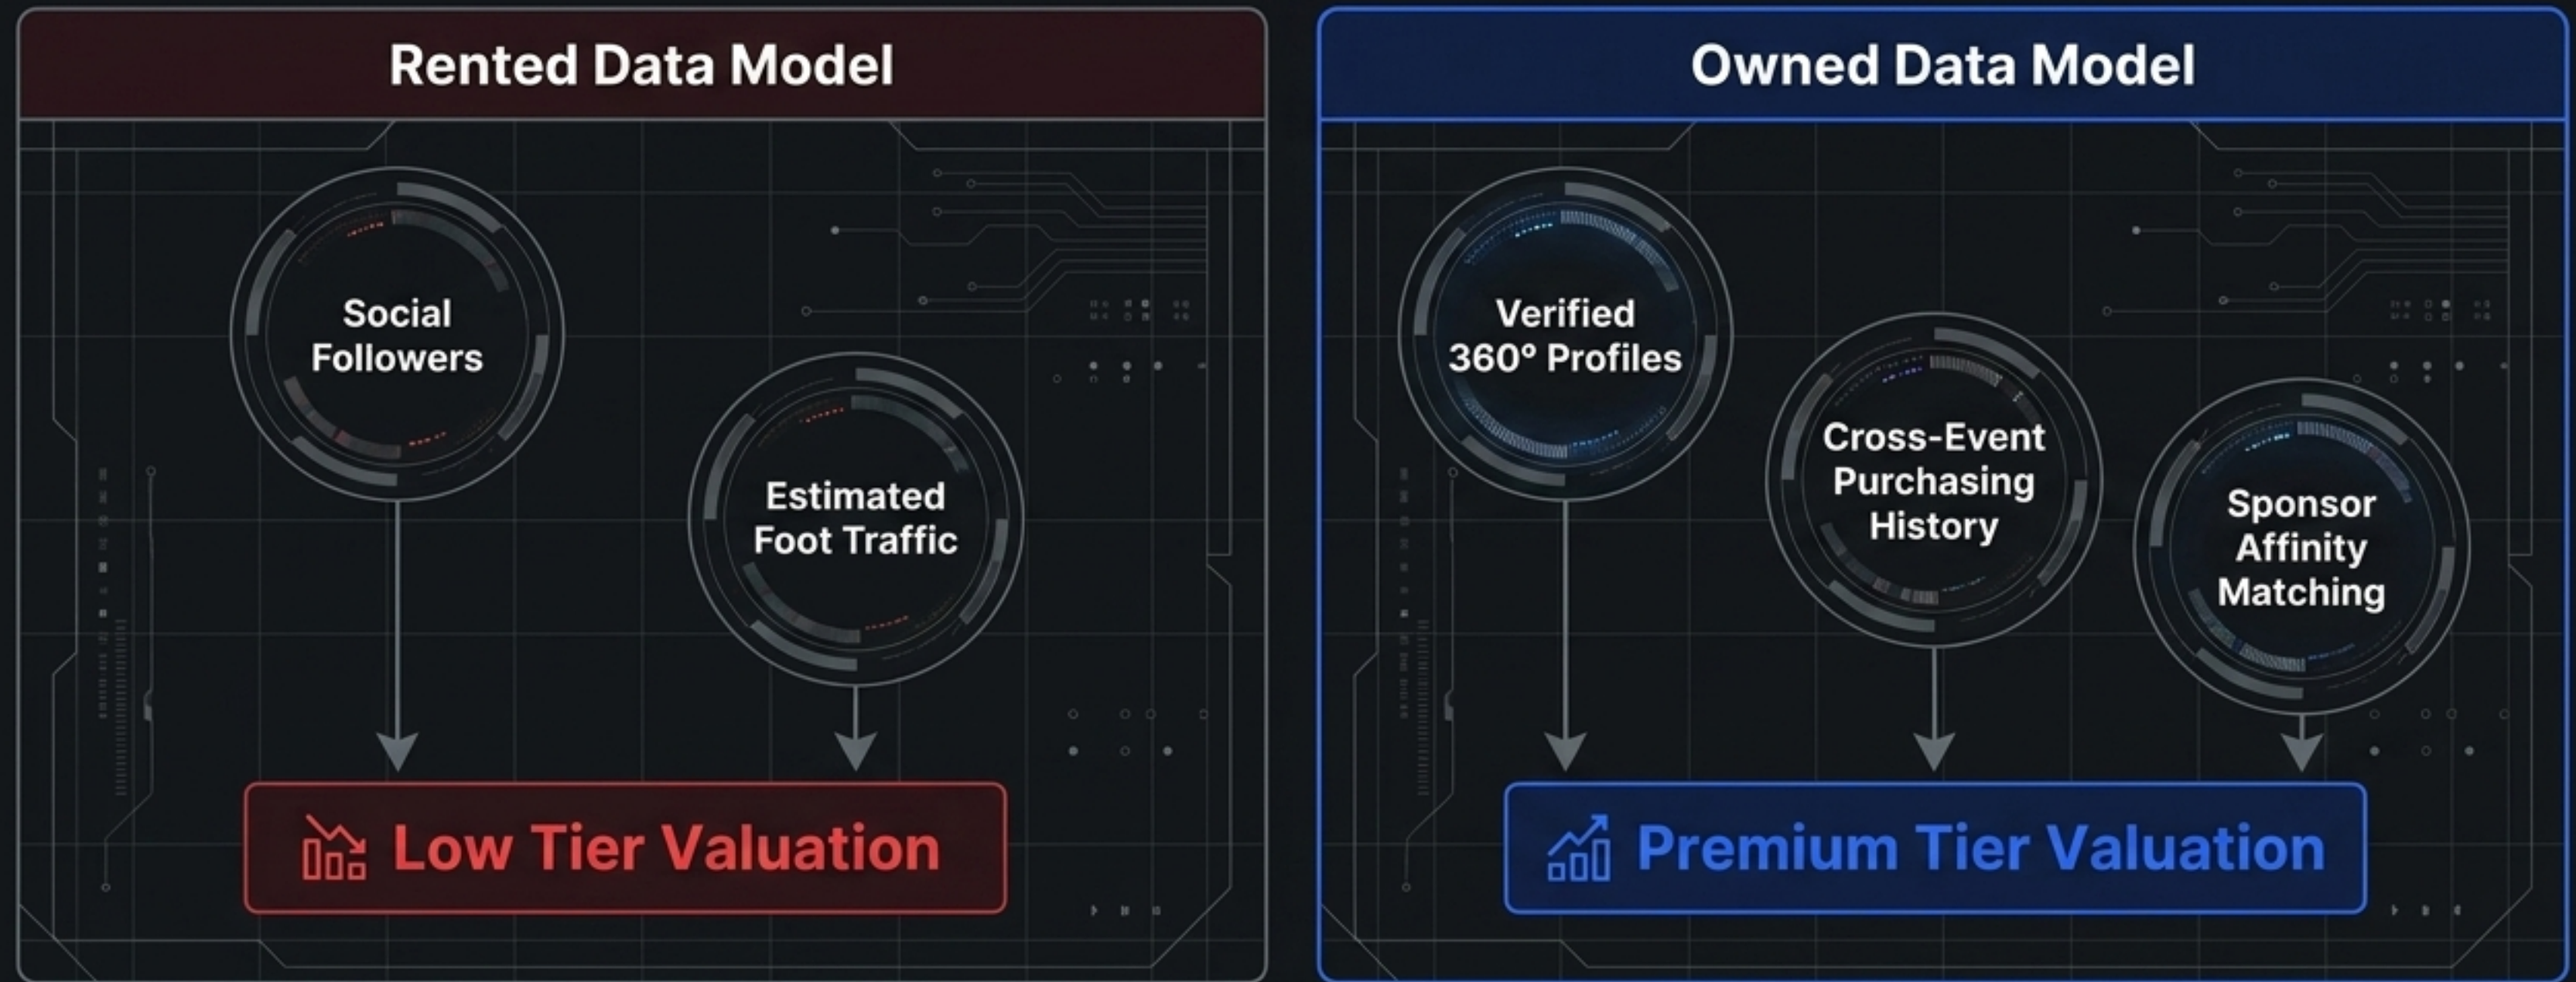 Rented Data Model
Social
Followers
Estimated
Foot Traffic
Low Tier Valuation
Owned Data Model
Verified
360° Profiles
Cross-Event
Purchasing
History
Sponsor
Affinity
Matching
Premium Tier Valuation